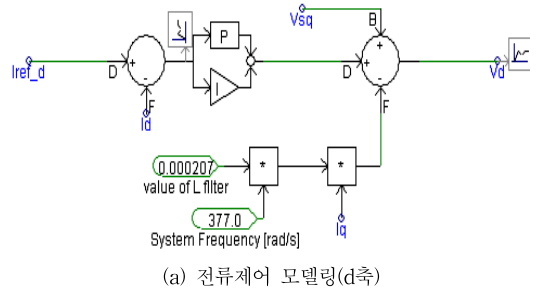 Vsq
B
+
P
Iref_d
D
+
-
F
Id
I
D
+
-
F
Vd
0.000207
*
*
value of L filter
377.0
Iq
System Frequency [rad/s]
(a) 전류제어 모델링(d축)